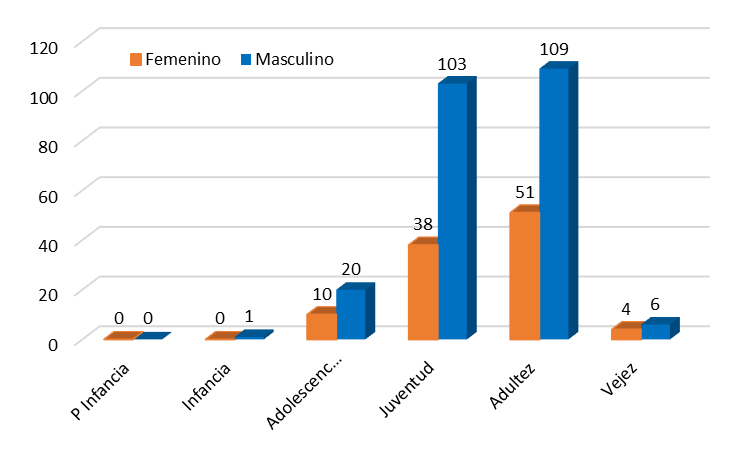 120
100
80
60
40
20
0
Femenino Masculino
0 0
0 1
10 20
38 103
51 109
4 6
P Infancia
Infancia
Adolescenc...
Juventud
Adultez
Vejez